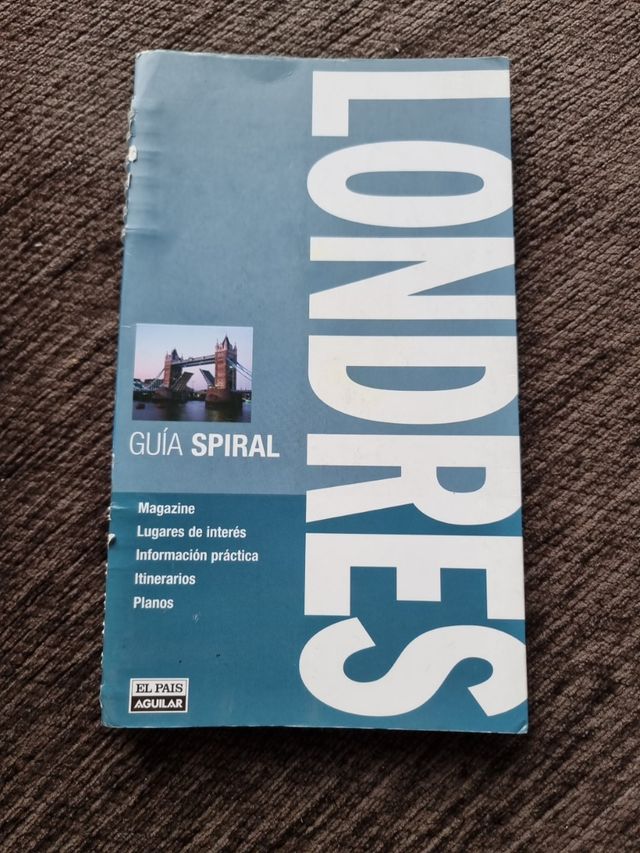 LONDRES
GUÍA SPIRAL
Magazine
Lugares de interés
Información práctica
Itinerarios
Planos
EL PAIS
AGUILAR